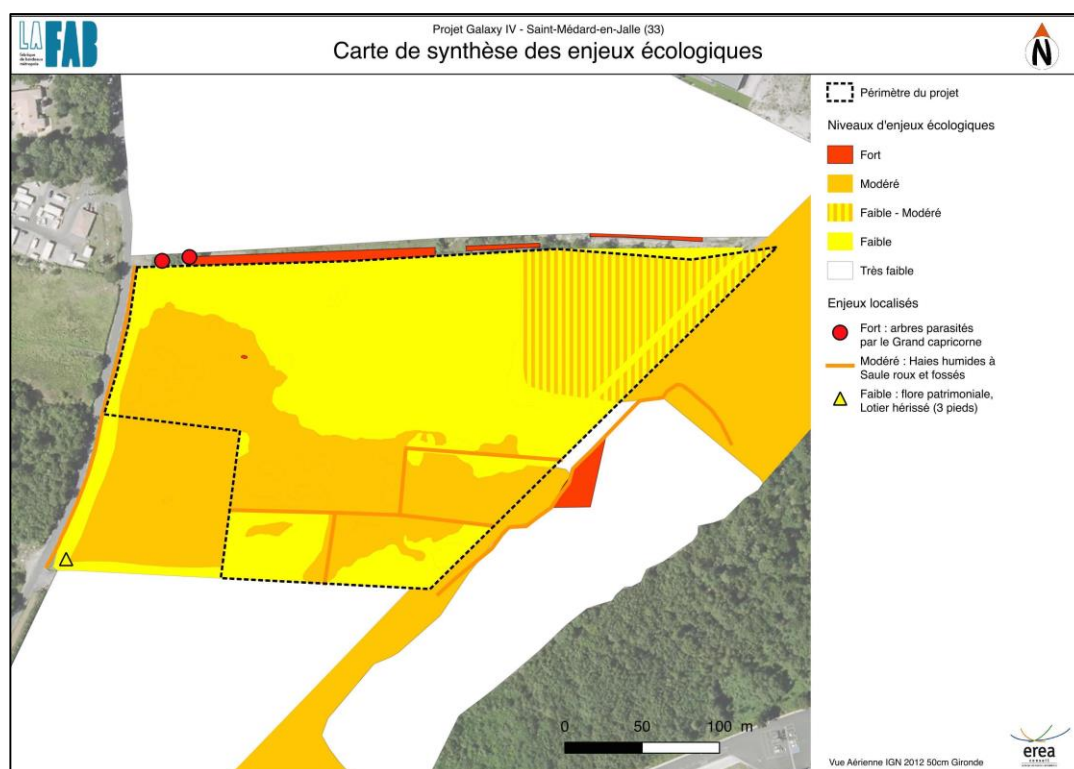 LA FAB
Projet Galaxy IV - Saint-Médard-en-Jalle (33)
Carte de synthèse des enjeux écologiques
N
Périmètre du projet
Niveaux d'enjeux écologiques
Fort
Modéré
Faible - Modéré
Faible
Très faible
Enjeux localisés
Fort : arbres parasités
par le Grand capricorne
Modéré : Haies humides à
Saule roux et fossés
Faible : flore patrimoniale,
Lotier hérissé (3 pieds)
0 50 100 m
Vue Aérienne IGN 2012 50cm Gironde
erea
conseil